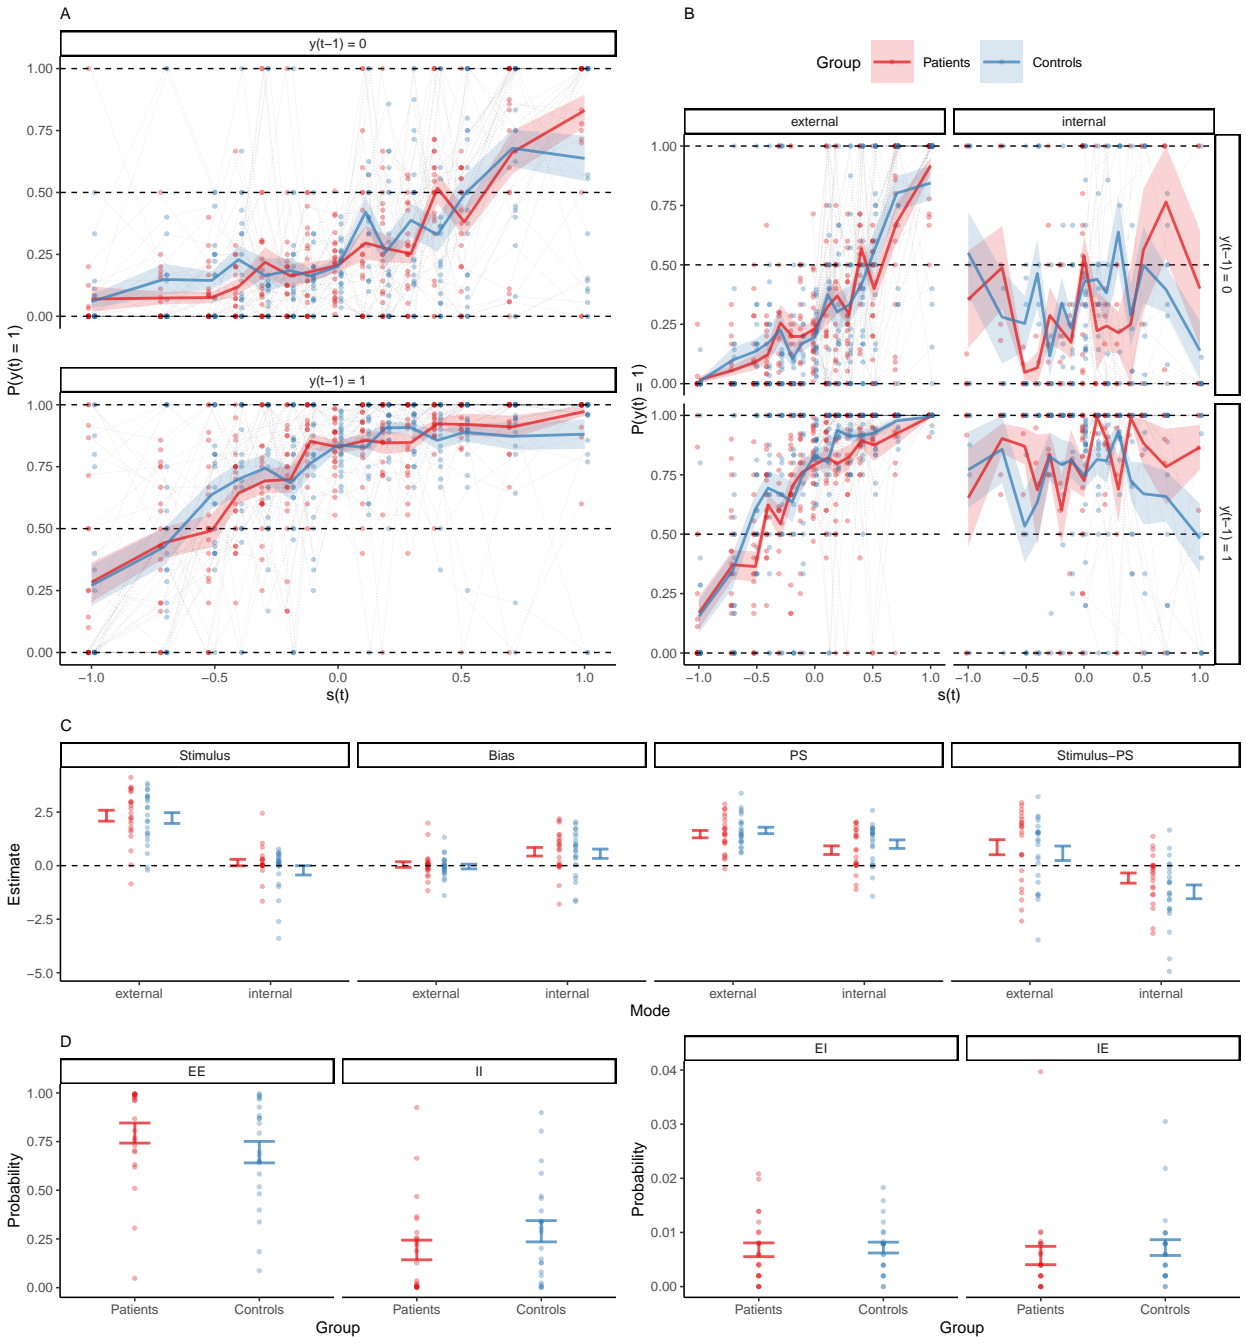 A
y(t−1) = 0
1.00
0.75
0.50
0.25
0.00
y(t−1) = 1
1.00
0.75
0.50
0.25
0.00
P(y(t) = 1)
−1.0 −0.5 0.0 0.5 1.0
s(t)
B
Group Patients Controls
external internal
1.00
0.75
0.50
0.25
0.00
y(t−1) = 0
1.00
0.75
0.50
0.25
0.00
y(t−1) = 1
P(y(t) = 1)
−1.0 −0.5 0.0 0.5 1.0 −1.0 −0.5 0.0 0.5 1.0
s(t)
C
Stimulus Bias PS Stimulus−PS
2.5
0.0
−2.5
−5.0
Estimate
external internal external internal external internal external internal
Mode
D
EE II
1.00
0.75
0.50
0.25
0.00
Probability
Patients Controls Patients Controls
Group
EI IE
0.04
0.03
0.02
0.01
0.00
Probability
Patients Controls Patients Controls
Group